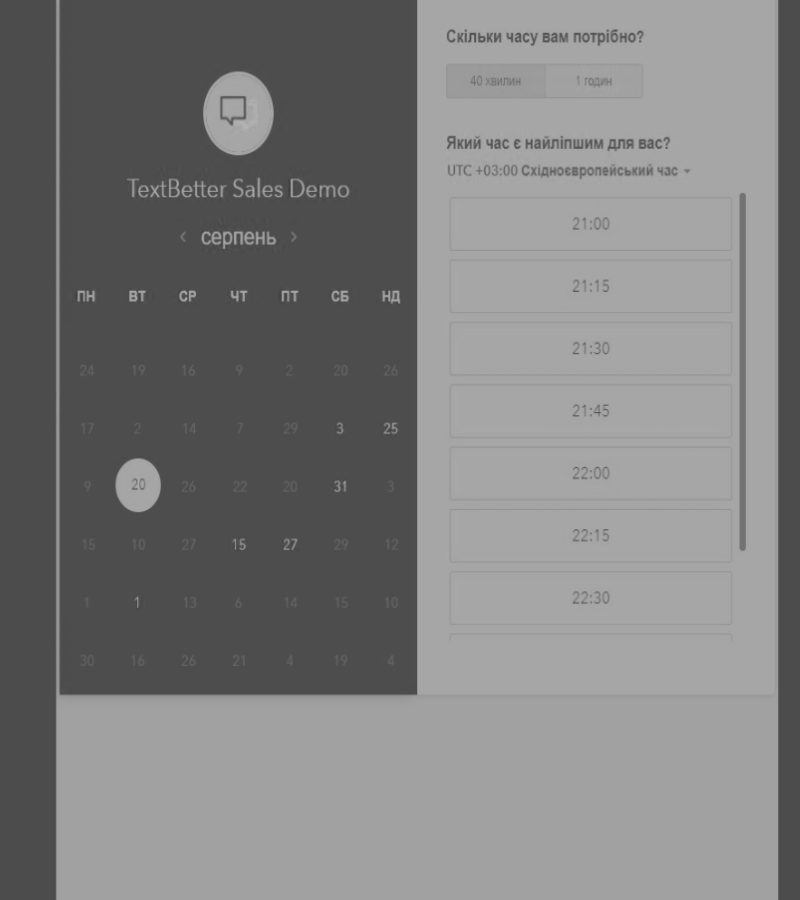 TextBetter Sales Demo
серпень
ПН ВТ СР ЧТ ПТ СБ НД
24 19 16 9 2 20 26
17 2 14 7 29 3 25
9 20 26 22 20 31 3
15 10 27 15 27 29 12
1 1 13 6 14 15 10
30 16 26 21 4 19 4
Скільки часу вам потрібно?
40 хвилин 1 годин
Який час є найліпшим для вас?
UTC +03:00 Східноєвропейський час
21:00
21:15
21:30
21:45
22:00
22:15
22:30